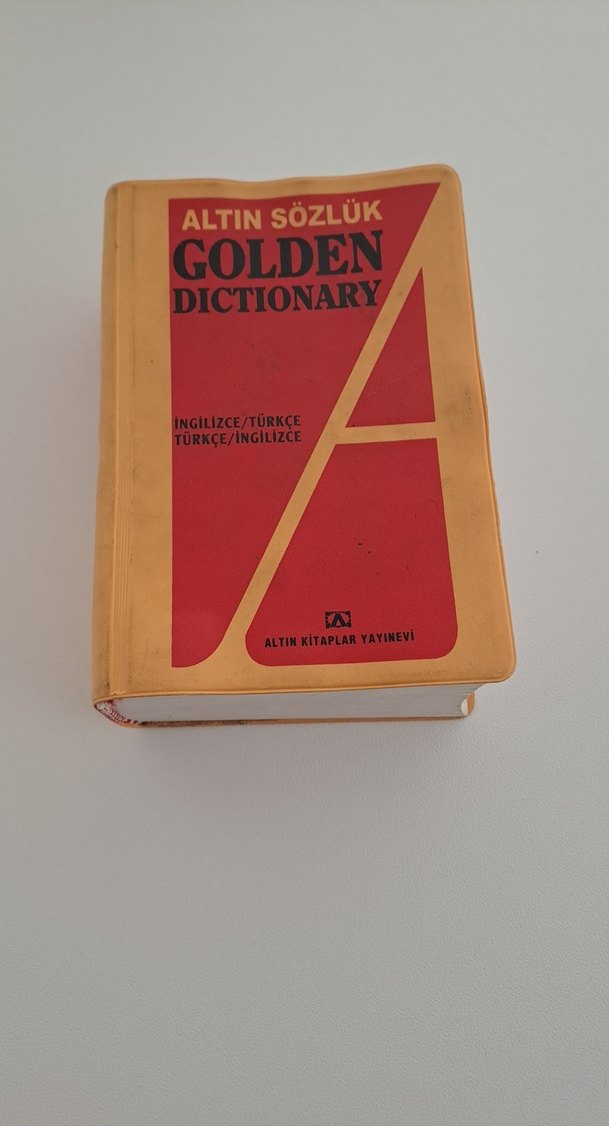 ALTIN SÖZLÜK
GOLDEN
DICTIONARY
İNGİLİZCE/TÜRKÇE
TÜRKÇE/İNGİLİZCE
ALTIN KİTAPLAR YAYINEVİ